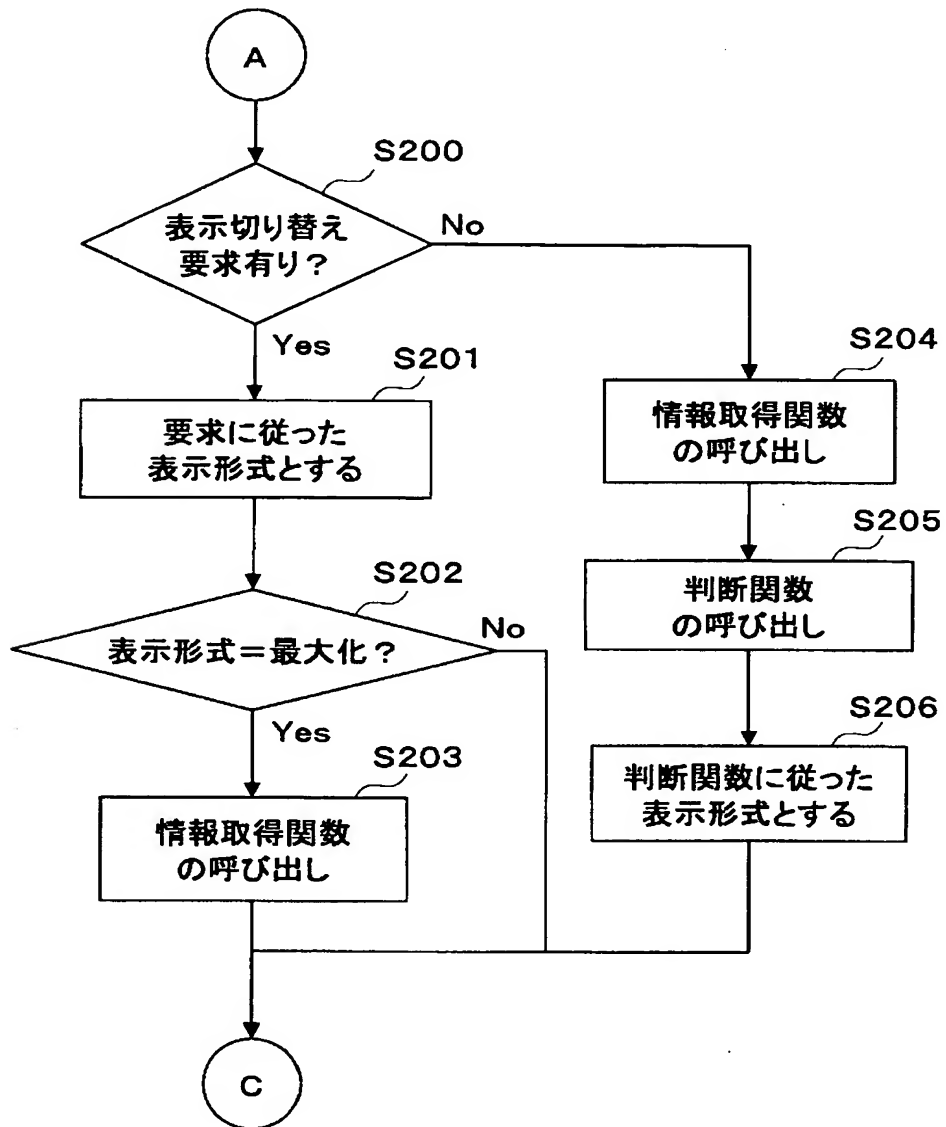 A
S200
表示切り替え
要求有り？
No
Yes
S201
要求に従った
表示形式とする
S202
表示形式＝最大化？
No
Yes
S203
情報取得関数
の呼び出し
S204
情報取得関数
の呼び出し
S205
判断関数
の呼び出し
S206
判断関数に従った
表示形式とする
C